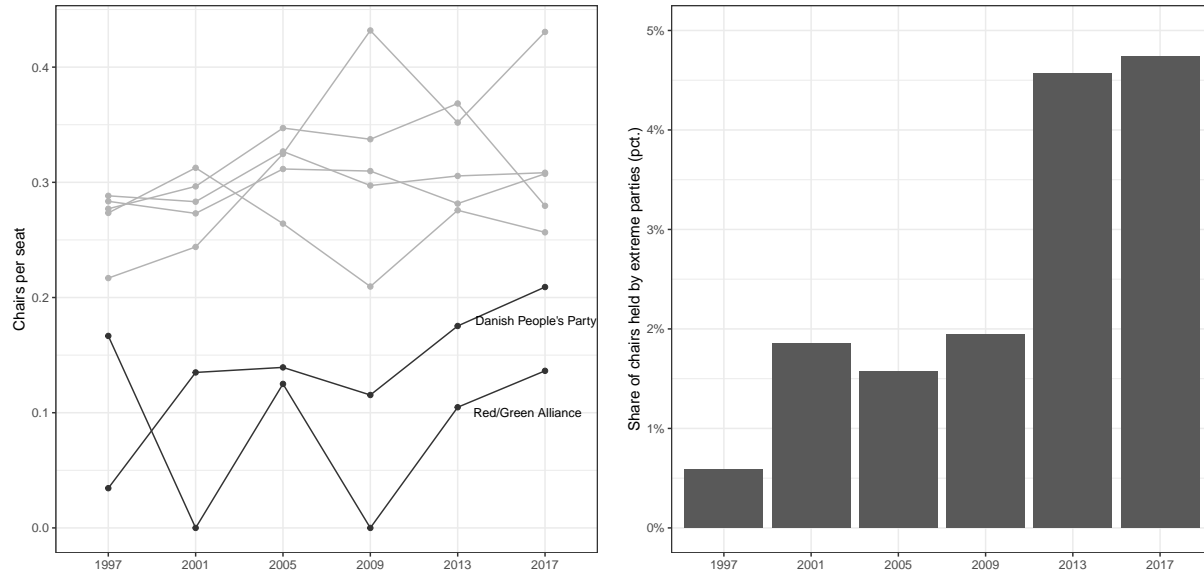 Chairs per seat
0.4
0.3
0.2
0.1
0.0
Danish People's Party
Red/Green Alliance
1997 2001 2005 2009 2013 2017
Share of chairs held by extreme parties (pct.)
5%
4%
3%
2%
1%
0%
1997 2001 2005 2009 2013 2017